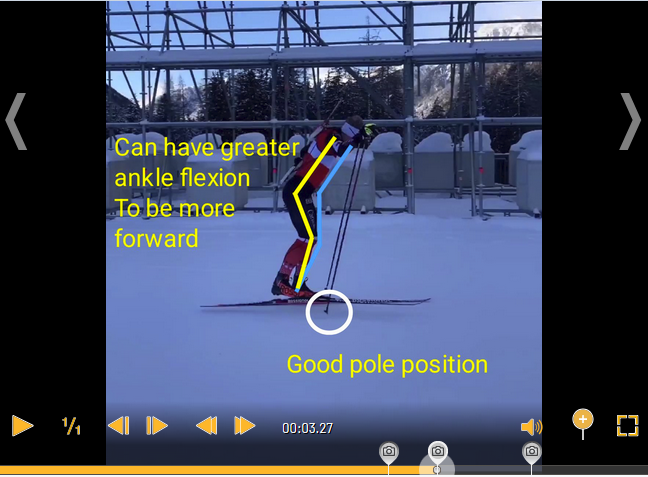 Can have greater
ankle flexion
To be more
forward
Good pole position
1/1
00:03.27